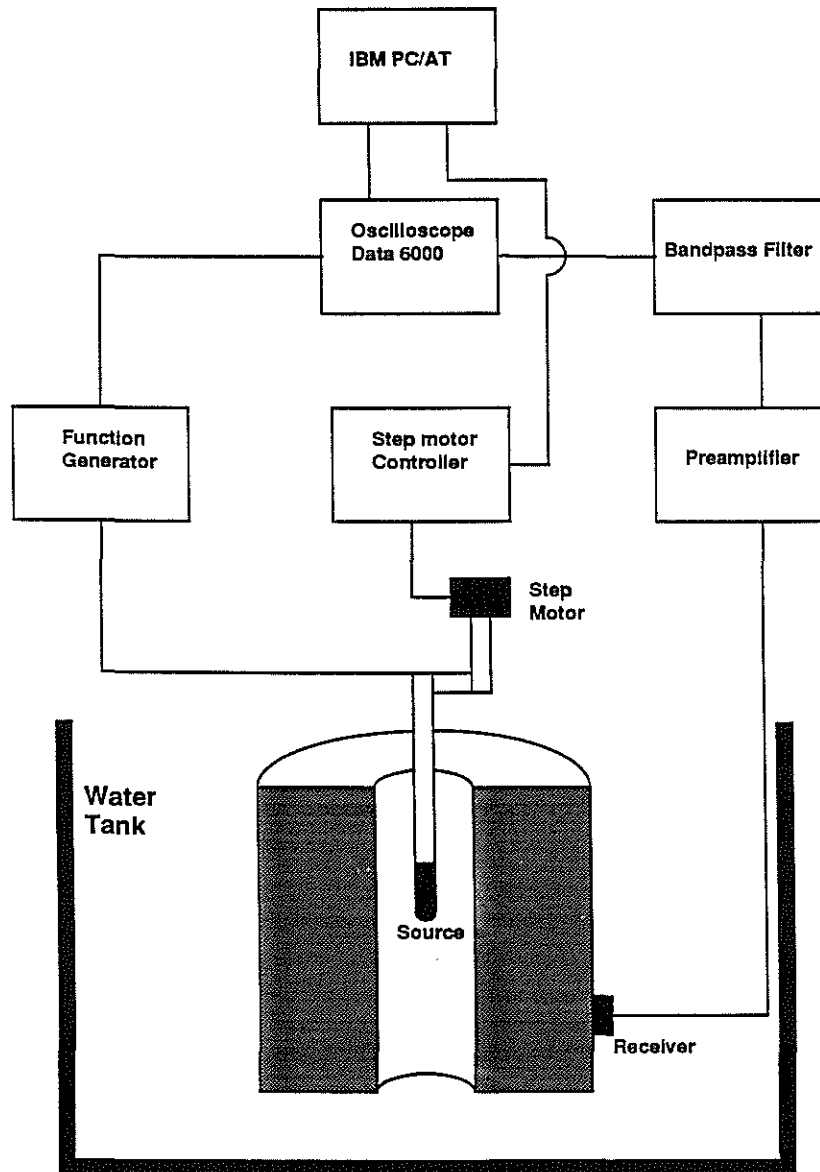 IBM PC/AT
Oscilloscope
Data 6000
Bandpass Filter
Function
Generator
Step motor
Controller
Preamplifier
Step
Motor
Water
Tank
Source
Receiver